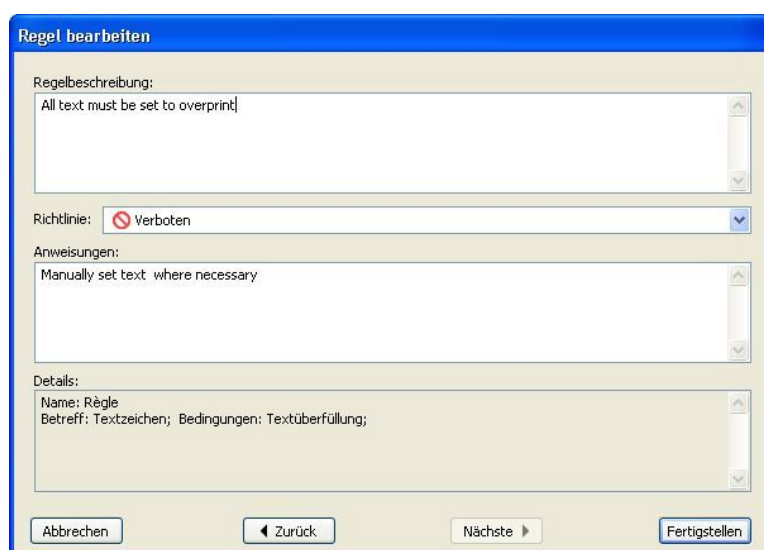 Regel bearbeiten
Regelbeschreibung:
All text must be set to overprint
Richtlinie: Verboten
Anweisungen:
Manually set text  where necessary
Details:
Name: Règle
Betreff: Textzeichen;  Bedingungen: Textüberfüllung;
Abbrechen Zurück Nächste Fertigstellen